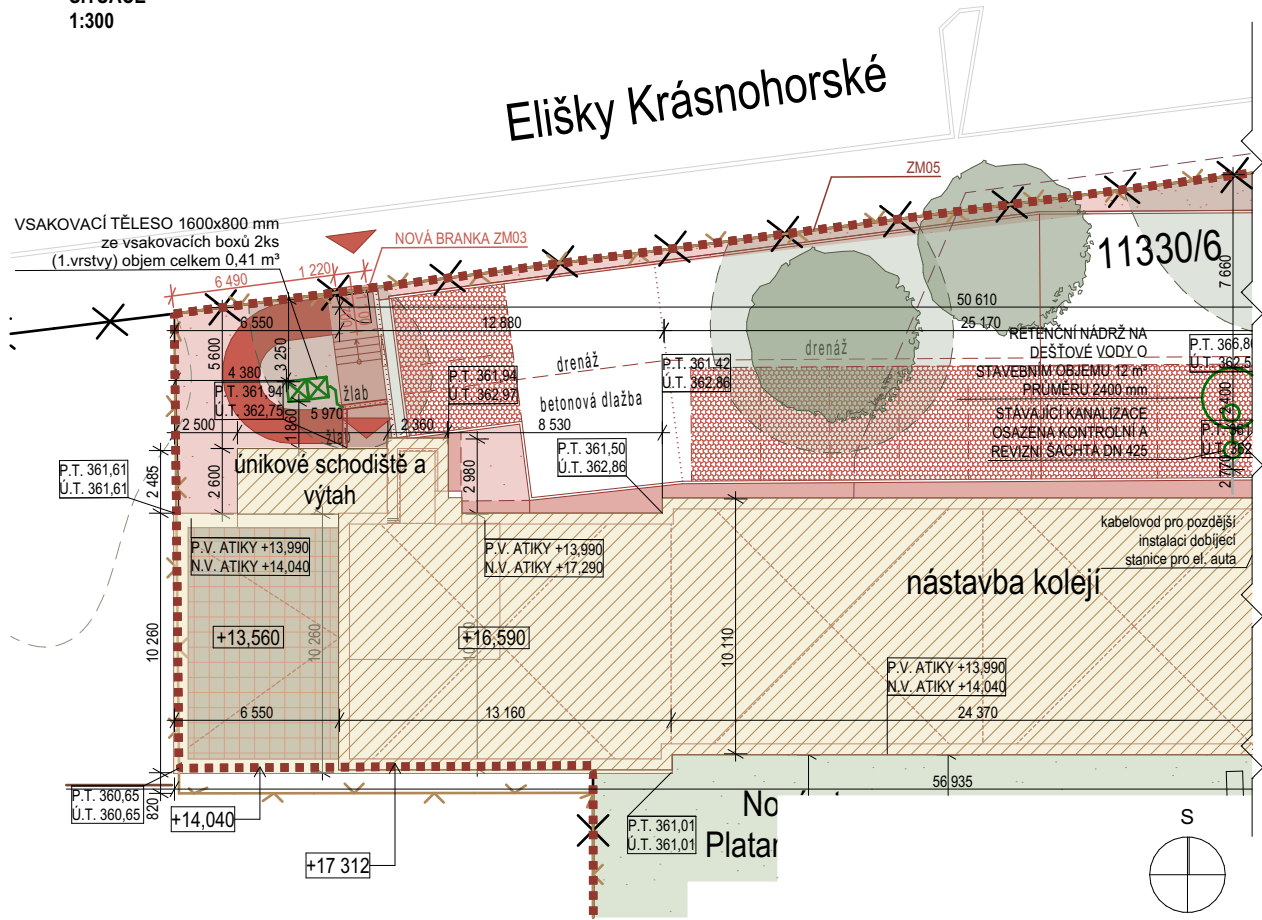 1:300
Elišky Krásnohorské
ZM05
VSAKOVACÍ TĚLESO 1600x800 mm
ze vsakovacích boxů 2ks
(1.vrstvy) objem celkem 0,41 m³
NOVÁ BRANKA ZM03
6 490
1 220
11330/6
7 660
50 610
6 550
12 880
25 170
5 600
3 250
4 380
P.T. 361,94
Ú.T. 362,75
žlab
5 970
1 860
žlab
2 500
2 360
P.T. 361,94
Ú.T. 362,97
drenáž
betonová dlažba
8 530
P.T. 361,42
Ú.T. 362,86
drenáž
RETENČNÍ NÁDRŽ NA
DEŠŤOVÉ VODY O
STAVEBNÍM OBJEMU 12 m³
PRŮMĚRU 2400 mm
STÁVAJÍCÍ KANALIZACE
OSAZENA KONTROLNÍ A
REVIZNÍ ŠACHTA DN 425
2 400
P.T. 361,50
Ú.T. 362,86
P.T. 361,61
Ú.T. 361,61
2 485
2 600
únikové schodiště a
výtah
2 980
P.V. ATIKY +13,990
N.V. ATIKY +14,040
P.V. ATIKY +13,990
N.V. ATIKY +17,290
kabelovod pro pozdější
instalaci dobíjecí
stanice pro el. auta
nástavba kolejí
+13,560
10 260
+16,590
10 260
10 110
P.V. ATIKY +13,990
N.V. ATIKY +14,040
6 550
13 160
24 370
56 935
P.T. 360,65
Ú.T. 360,65
820
+14,040
+17 312
P.T. 361,01
Ú.T. 361,01
S